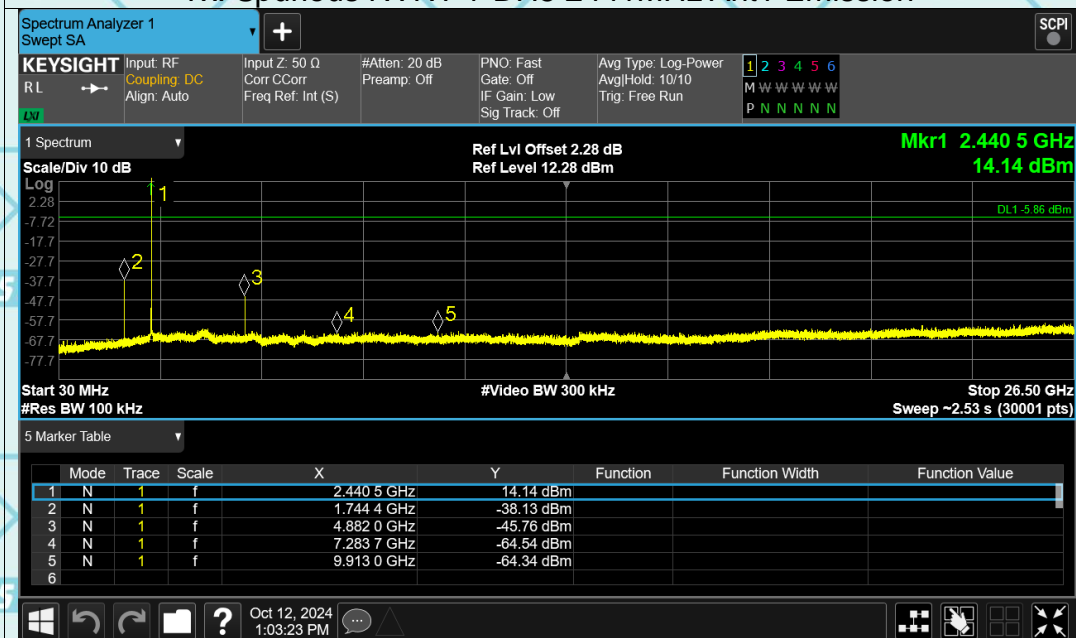 Spectrum Analyzer 1
Swept SA
SCPI
KEYSIGHT
RL
LXI
Input: RF
Coupling: DC
Align: Auto
Input Z: 50 Ω
Corr CCorr
Freq Ref: Int (S)
#Atten: 20 dB
Preamp: Off
PNO: Fast
Gate: Off
IF Gain: Low
Sig Track: Off
Avg Type: Log-Power
Avg|Hold: 10/10
Trig: Free Run
1 2 3 4 5 6
M W W W W W
P N N N N N
1 Spectrum
Scale/Div 10 dB
Ref Lvl Offset 2.28 dB
Ref Level 12.28 dBm
Mkr1 2.440 5 GHz
14.14 dBm
Log
2.28
-7.72
-17.7
-27.7
-37.7
-47.7
-57.7
-67.7
-77.7
1
2
3
4
5
DL1 -5.86 dBm
Start 30 MHz
#Res BW 100 kHz
#Video BW 300 kHz
Stop 26.50 GHz
Sweep ~2.53 s (30001 pts)
5 Marker Table
Mode Trace Scale X Y Function Function Width Function Value
1 N 1 f 2.440 5 GHz 14.14 dBm
2 N 1 f 1.744 4 GHz -38.13 dBm
3 N 1 f 4.882 0 GHz -45.76 dBm
4 N 1 f 7.283 7 GHz -64.54 dBm
5 N 1 f 9.913 0 GHz -64.34 dBm
6
?
Oct 12, 2024
1:03:23 PM